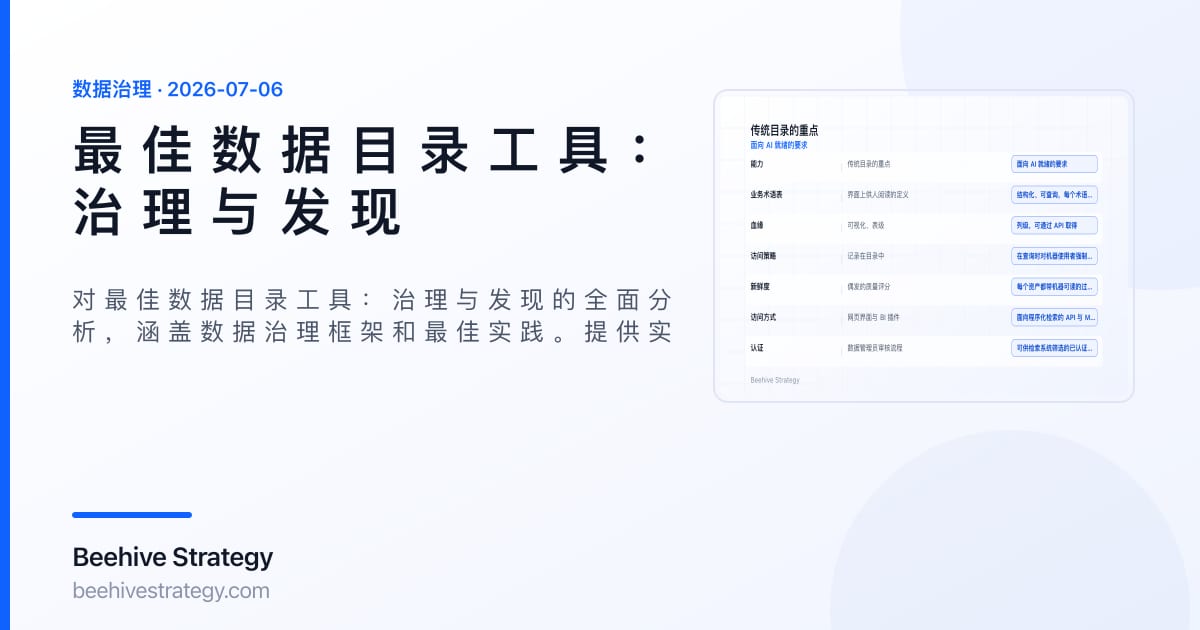 数据治理 · 2026-07-06
最佳数据目录工具：
治理与发现
对最佳数据目录工具：治理与发现的全面分
析，涵盖数据治理框架和最佳实践。提供实
Beehive Strategy
beehivestrategy.com
传统目录的重点
面向 AI 就绪的要求
能力 传统目录的重点 面向 AI 就绪的要求
业务术语表 界面上供人阅读的定义 结构化、可查询，每个术语...
血缘 可视化、表级 列级，可通过 API 取得
访问策略 记录在目录中 在查询时对机器使用者强制...
新鲜度 偶发的质量评分 每个资产都带机器可读的过...
访问方式 网页界面与 BI 插件 面向程序化检索的 API 与 M...
认证 数据管理员审核流程 可供检索系统筛选的已认证...
Beehive Strategy